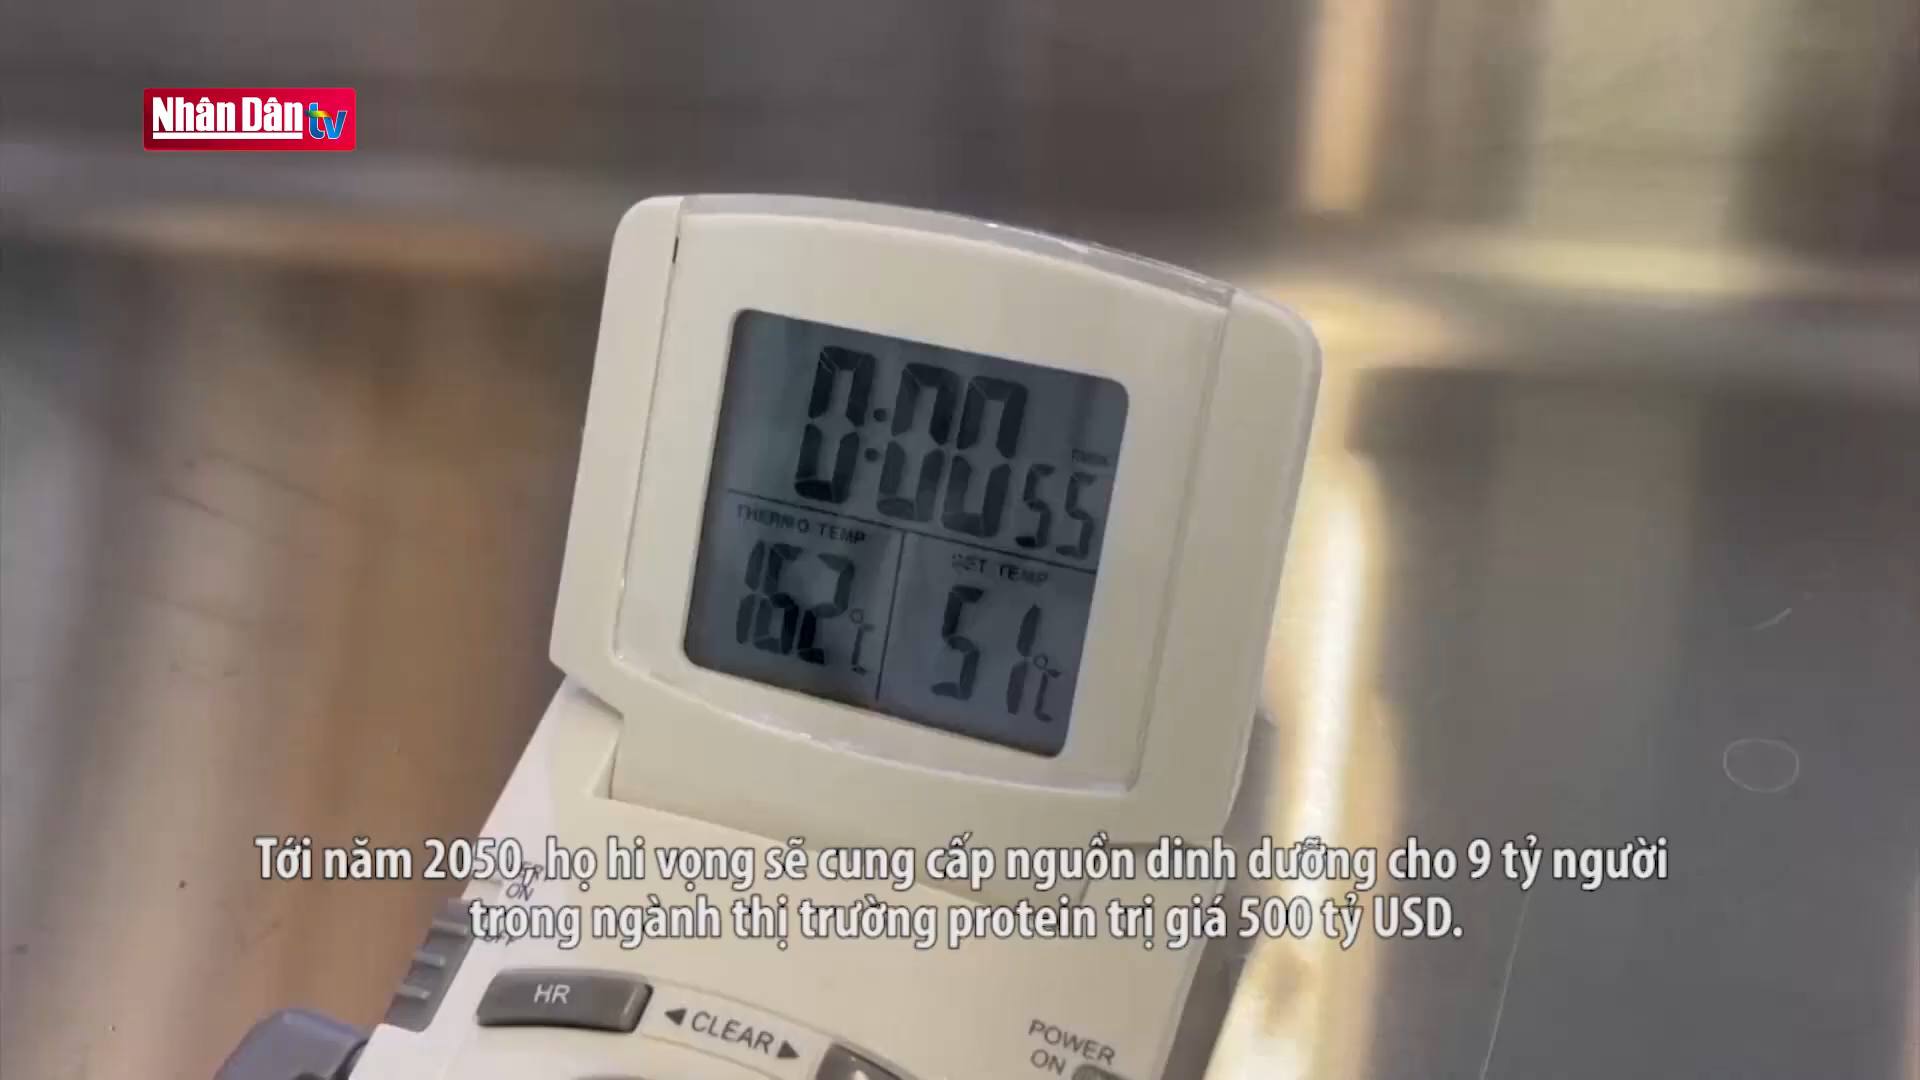 Nhân Dân tv
0:00 55
THERMO TEMP
SET TEMP
162°C
51°C
Tới năm 2050, họ hi vọng sẽ cung cấp nguồn dinh dưỡng cho 9 tỷ người
trong ngành thị trường protein trị giá 500 tỷ USD.
ON
HR
◀CLEAR▶
POWER
ON